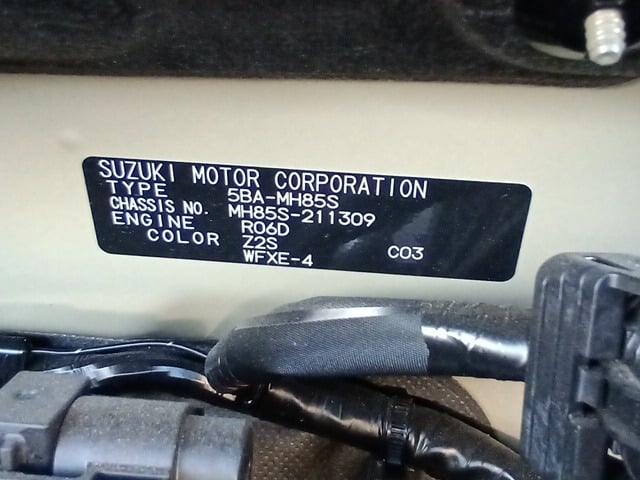 SUZUKI MOTOR CORPORATION
TYPE 5BA-MH85S
CHASSIS NO. MH85S-211309
ENGINE R06D
COLOR Z2S
WFXE-4 C03